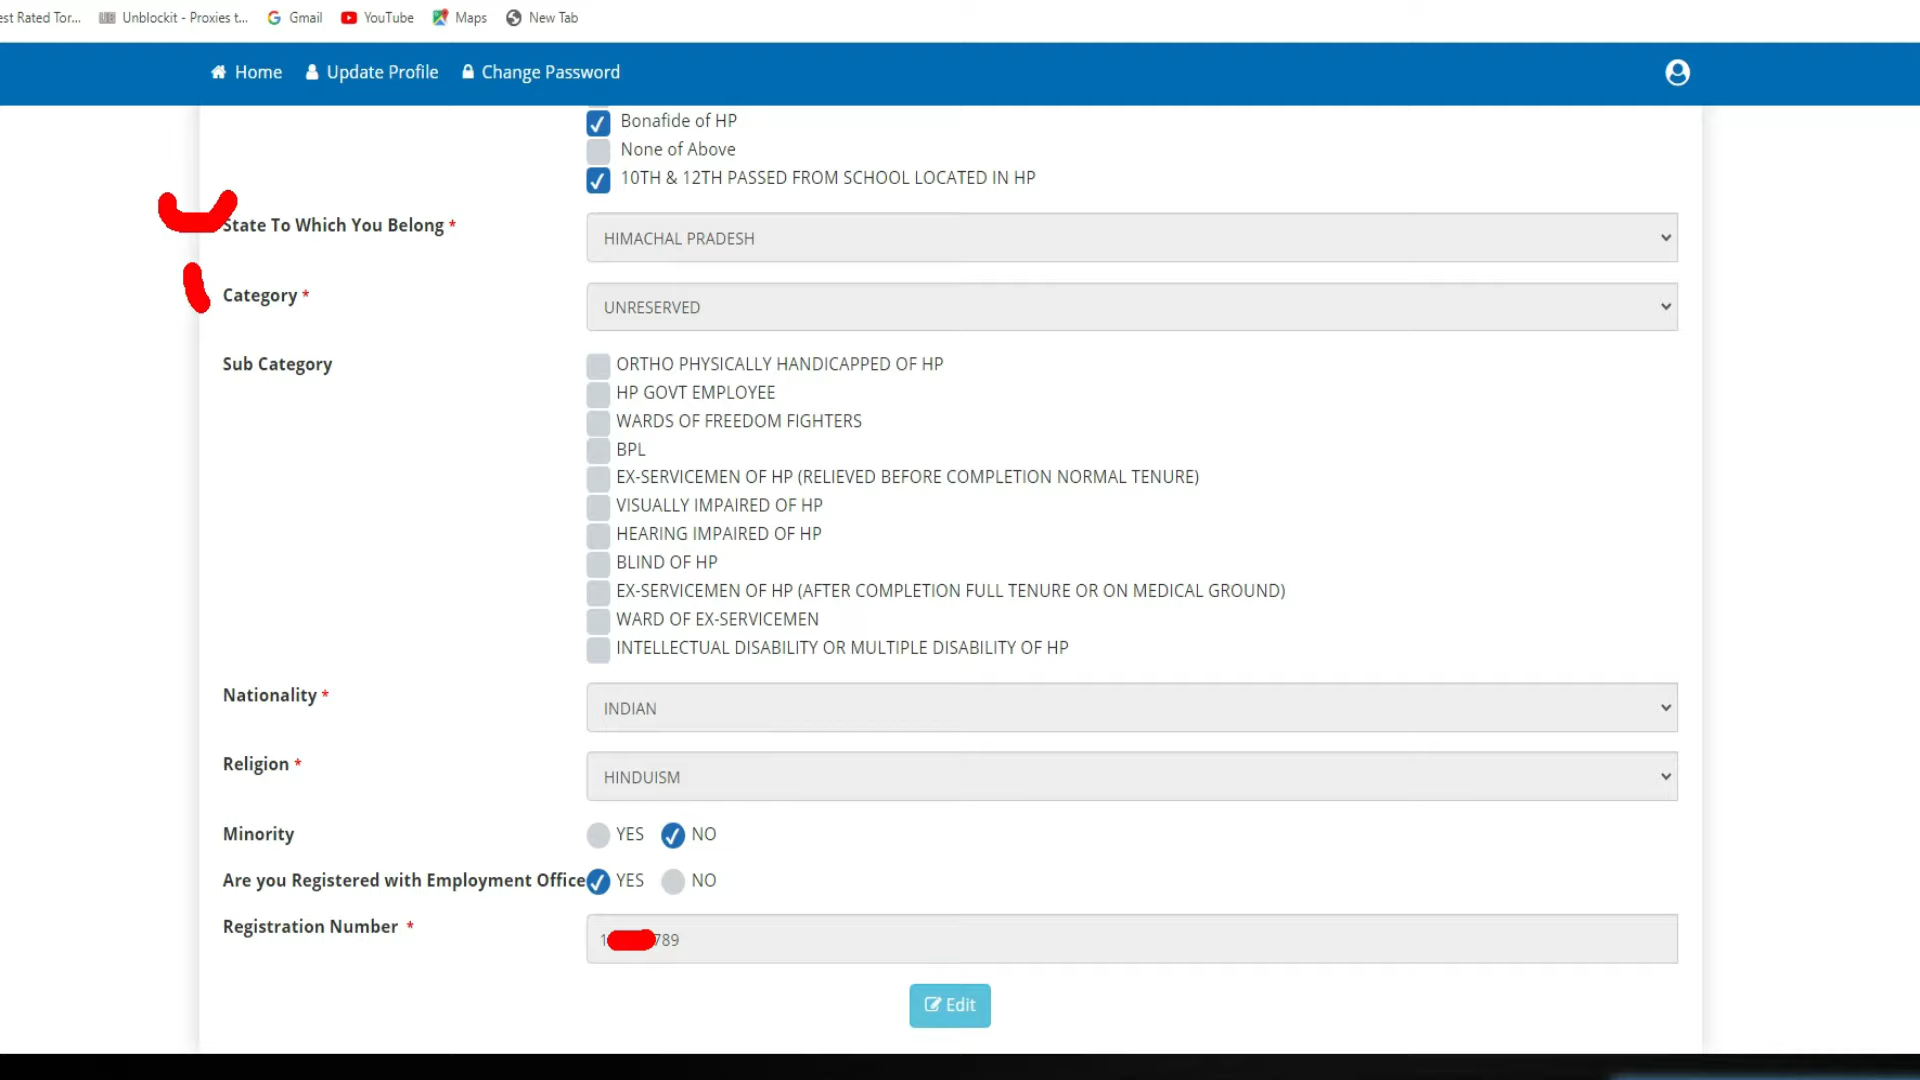 est Rated Tor... Unblockit - Proxies t... Gmail YouTube Maps New Tab
Home Update Profile Change Password
Bonafide of HP
None of Above
10TH & 12TH PASSED FROM SCHOOL LOCATED IN HP
State To Which You Belong *
HIMACHAL PRADESH
Category *
UNRESERVED
Sub Category
ORTHO PHYSICALLY HANDICAPPED OF HP
HP GOVT EMPLOYEE
WARDS OF FREEDOM FIGHTERS
BPL
EX-SERVICEMEN OF HP (RELIEVED BEFORE COMPLETION NORMAL TENURE)
VISUALLY IMPAIRED OF HP
HEARING IMPAIRED OF HP
BLIND OF HP
EX-SERVICEMEN OF HP (AFTER COMPLETION FULL TENURE OR ON MEDICAL GROUND)
WARD OF EX-SERVICEMEN
INTELLECTUAL DISABILITY OR MULTIPLE DISABILITY OF HP
Nationality *
INDIAN
Religion *
HINDUISM
Minority YES NO
Are you Registered with Employment Office YES NO
Registration Number *
1 789
Edit